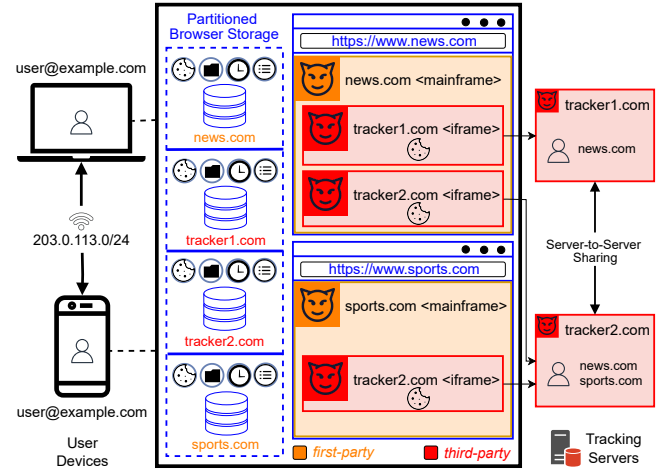 user@example.com
203.0.113.0/24
user@example.com
User
Devices
Partitioned
Browser Storage
news.com
tracker1.com
tracker2.com
sports.com
https://www.news.com
news.com <mainframe>
tracker1.com <iframe>
tracker2.com <iframe>
https://www.sports.com
sports.com <mainframe>
tracker2.com <iframe>
first-party
third-party
tracker1.com
news.com
Server-to-Server
Sharing
tracker2.com
news.com
sports.com
Tracking
Servers